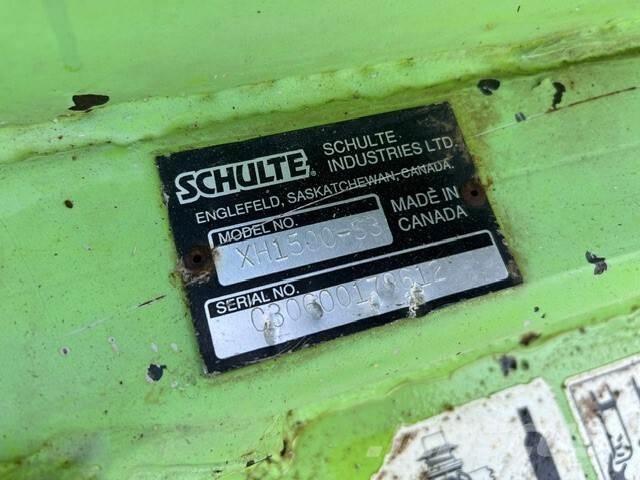 SCHULTE®
SCHULTE
INDUSTRIES LTD.
ENGLEFELD, SASKATCHEWAN, CANADA.
MODEL NO.
XH1500-S3
MADE IN
CANADA
SERIAL NO.